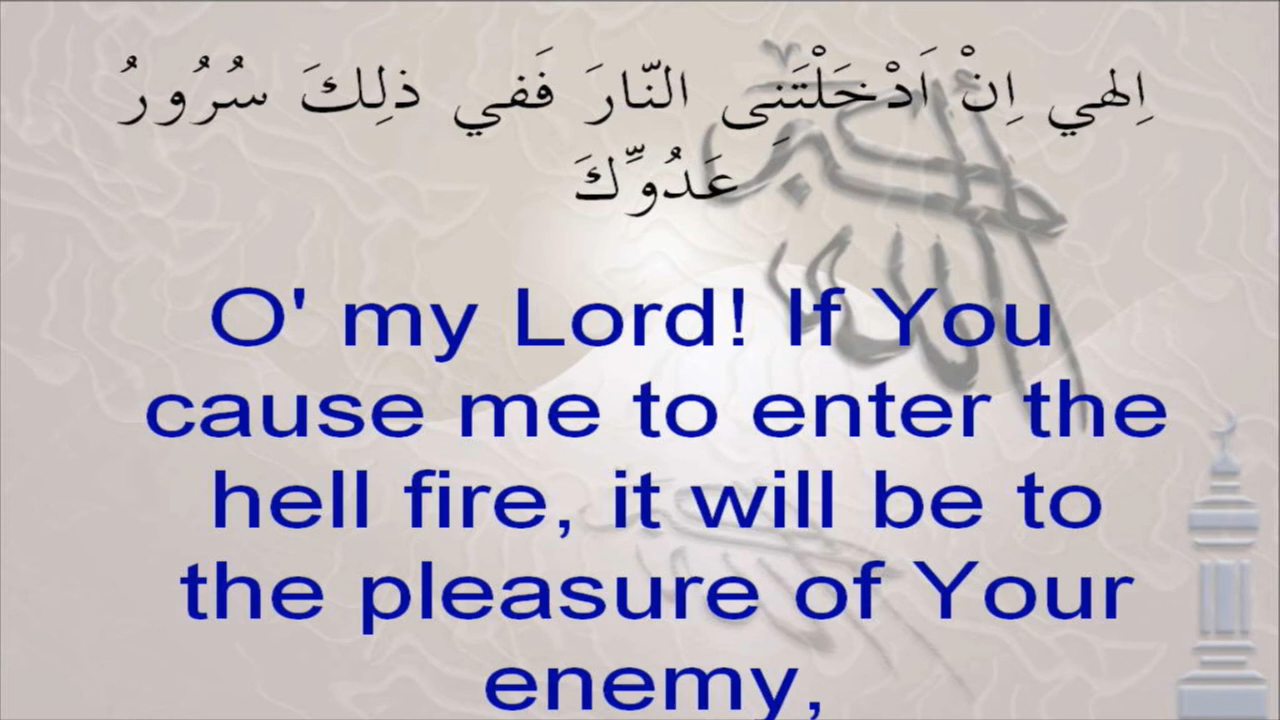 اِلهي اِنْ اَدْخَلْتَنى النّارَ فَفي ذلِكَ سُرُورُ
عَدُوِّكَ
O' my Lord! If You
cause me to enter the
hell fire, it will be to
the pleasure of Your
enemy,